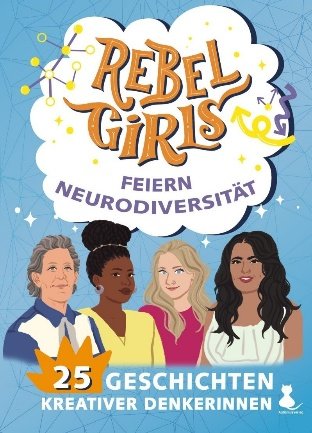 REBEL
GIRLS
FEIERN
NEURODIVERSITÄT
25 GESCHICHTEN
KREATIVER DENKERINNEN